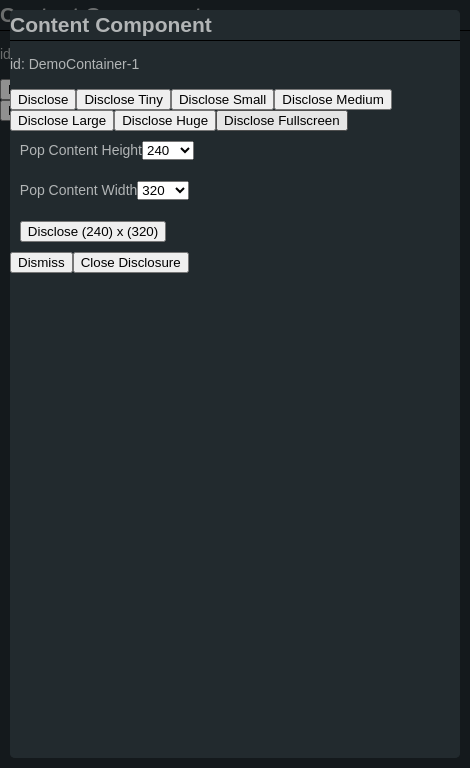 Content Component
id: DemoContainer-1
Disclose Disclose Tiny Disclose Small Disclose Medium
Disclose Large Disclose Huge Disclose Fullscreen
Pop Content Height 240
Pop Content Width 320
Disclose (240) x (320)
Dismiss Close Disclosure